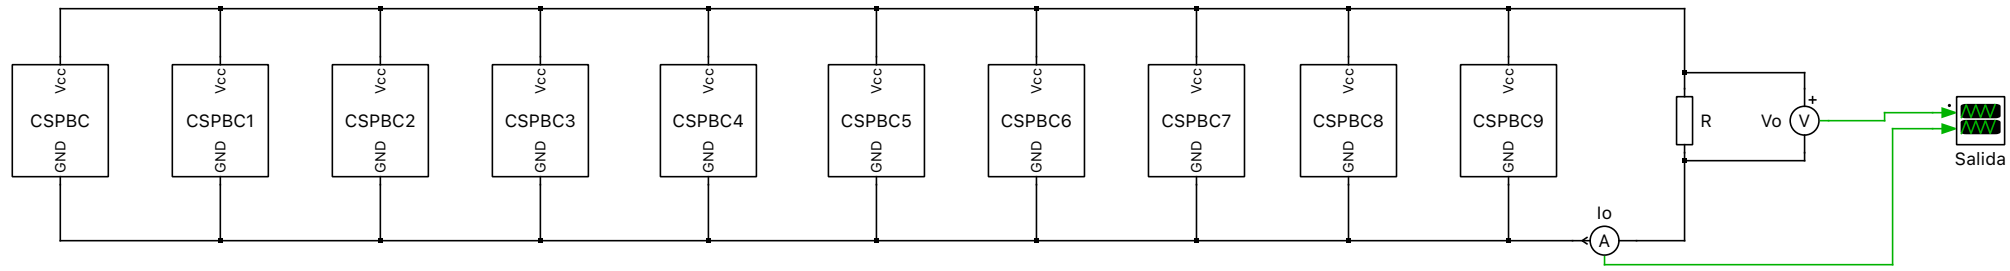 Vcc Vcc Vcc Vcc Vcc Vcc Vcc Vcc Vcc Vcc
CSPBC CSPBC1 CSPBC2 CSPBC3 CSPBC4 CSPBC5 CSPBC6 CSPBC7 CSPBC8 CSPBC9 R Vo V +
GND GND GND GND GND GND GND GND GND GND
Salida
Io
A